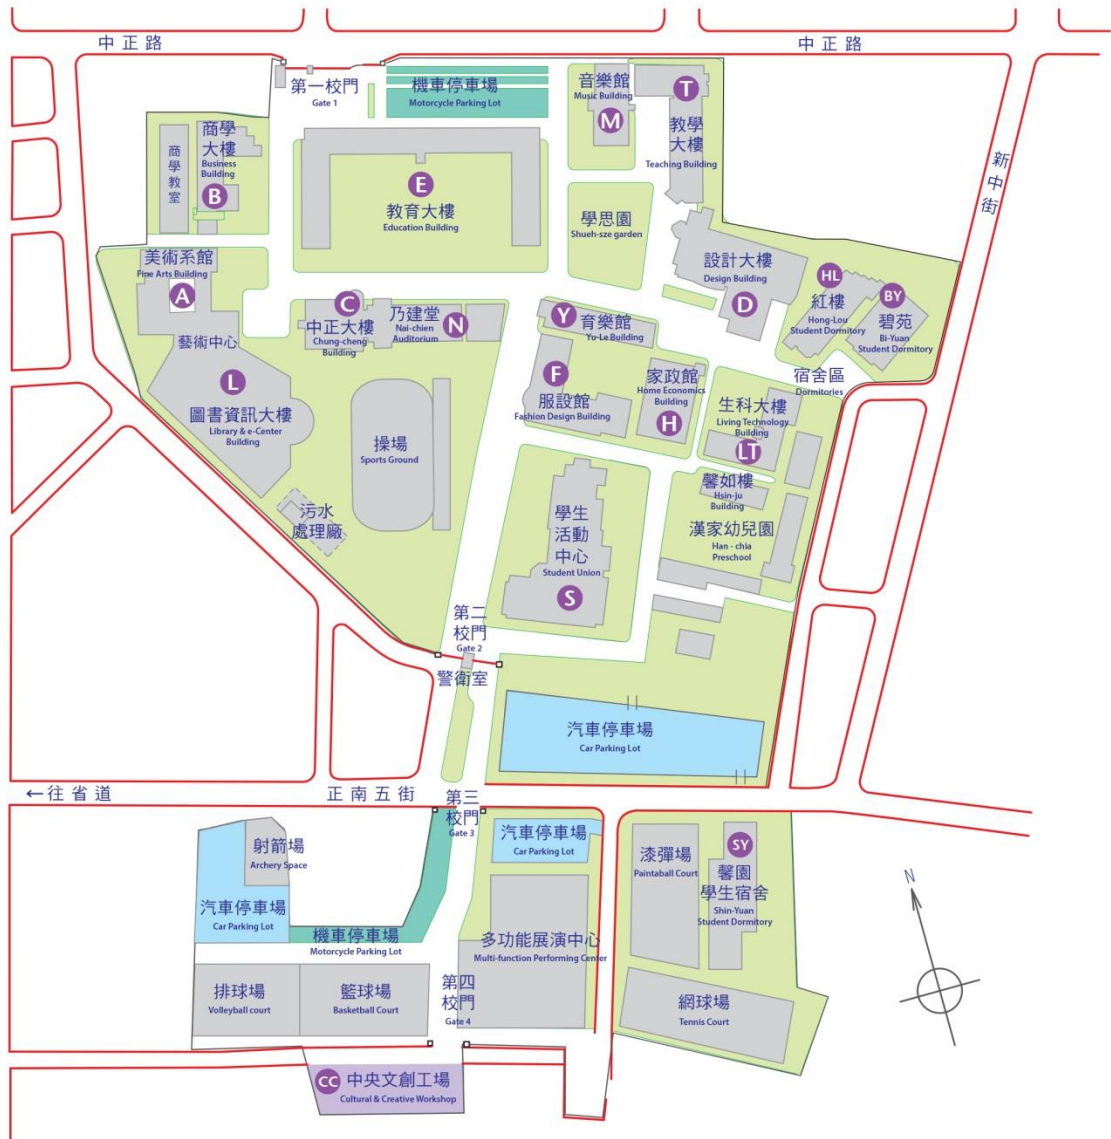 中正路
中正路
第一校門
Gate 1
機車停車場
Motorcycle Parking Lot
音樂館
Music Building
M
T
教學
大樓
Teaching Building
新中街
商學
大樓
Business
Building
B
商學教室
E
教育大樓
Education Building
學思園
Shueh-sze garden
美術系館
Fine Arts Building
A
藝術中心
設計大樓
Design Building
D
HL
紅樓
Hong-Lou
Student Dormitory
BY
碧苑
Bi-Yuan
Student Dormitory
宿舍區
Dormitories
C
中正大樓
Chung-cheng
Building
乃建堂
Nai-chien
Auditorium
N
Y
育樂館
Yu-Le Building
F
服設館
Fashion Design Building
家政館
Home Economics
Building
H
生科大樓
Living Technology
Building
LT
L
圖書資訊大樓
Library & e-Center
Building
操場
Sports Ground
馨如樓
Hsin-ju
Building
漢家幼兒園
Han - chia
Preschool
污水
處理廠
學生
活動
中心
Student Union
S
第二
校門
Gate 2
警衛室
汽車停車場
Car Parking Lot
←往省道
正南五街
第三
校門
Gate 3
射箭場
Archery Space
汽車停車場
Car Parking Lot
汽車停車場
Car Parking Lot
漆彈場
Paintaball Court
SY
馨園
學生宿舍
Shin-Yuan
Student Dormitory
N
機車停車場
Motorcycle Parking Lot
多功能展演中心
Multi-function Performing Center
排球場
Volleyball court
籃球場
Basketball Court
第四
校門
Gate 4
網球場
Tennis Court
CC
中央文創工場
Cultural & Creative Workshop